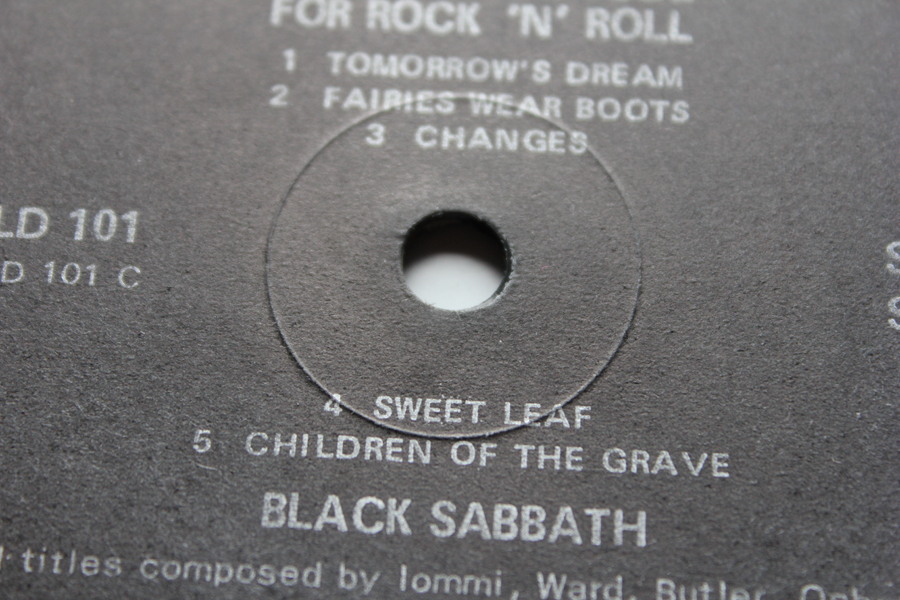 FOR ROCK 'N' ROLL
1 TOMORROW'S DREAM
2 FAIRIES WEAR BOOTS
3 CHANGES
LD 101
D 101 C
4 SWEET LEAF
5 CHILDREN OF THE GRAVE
BLACK SABBATH
titles composed by Iommi, Ward, Butler,